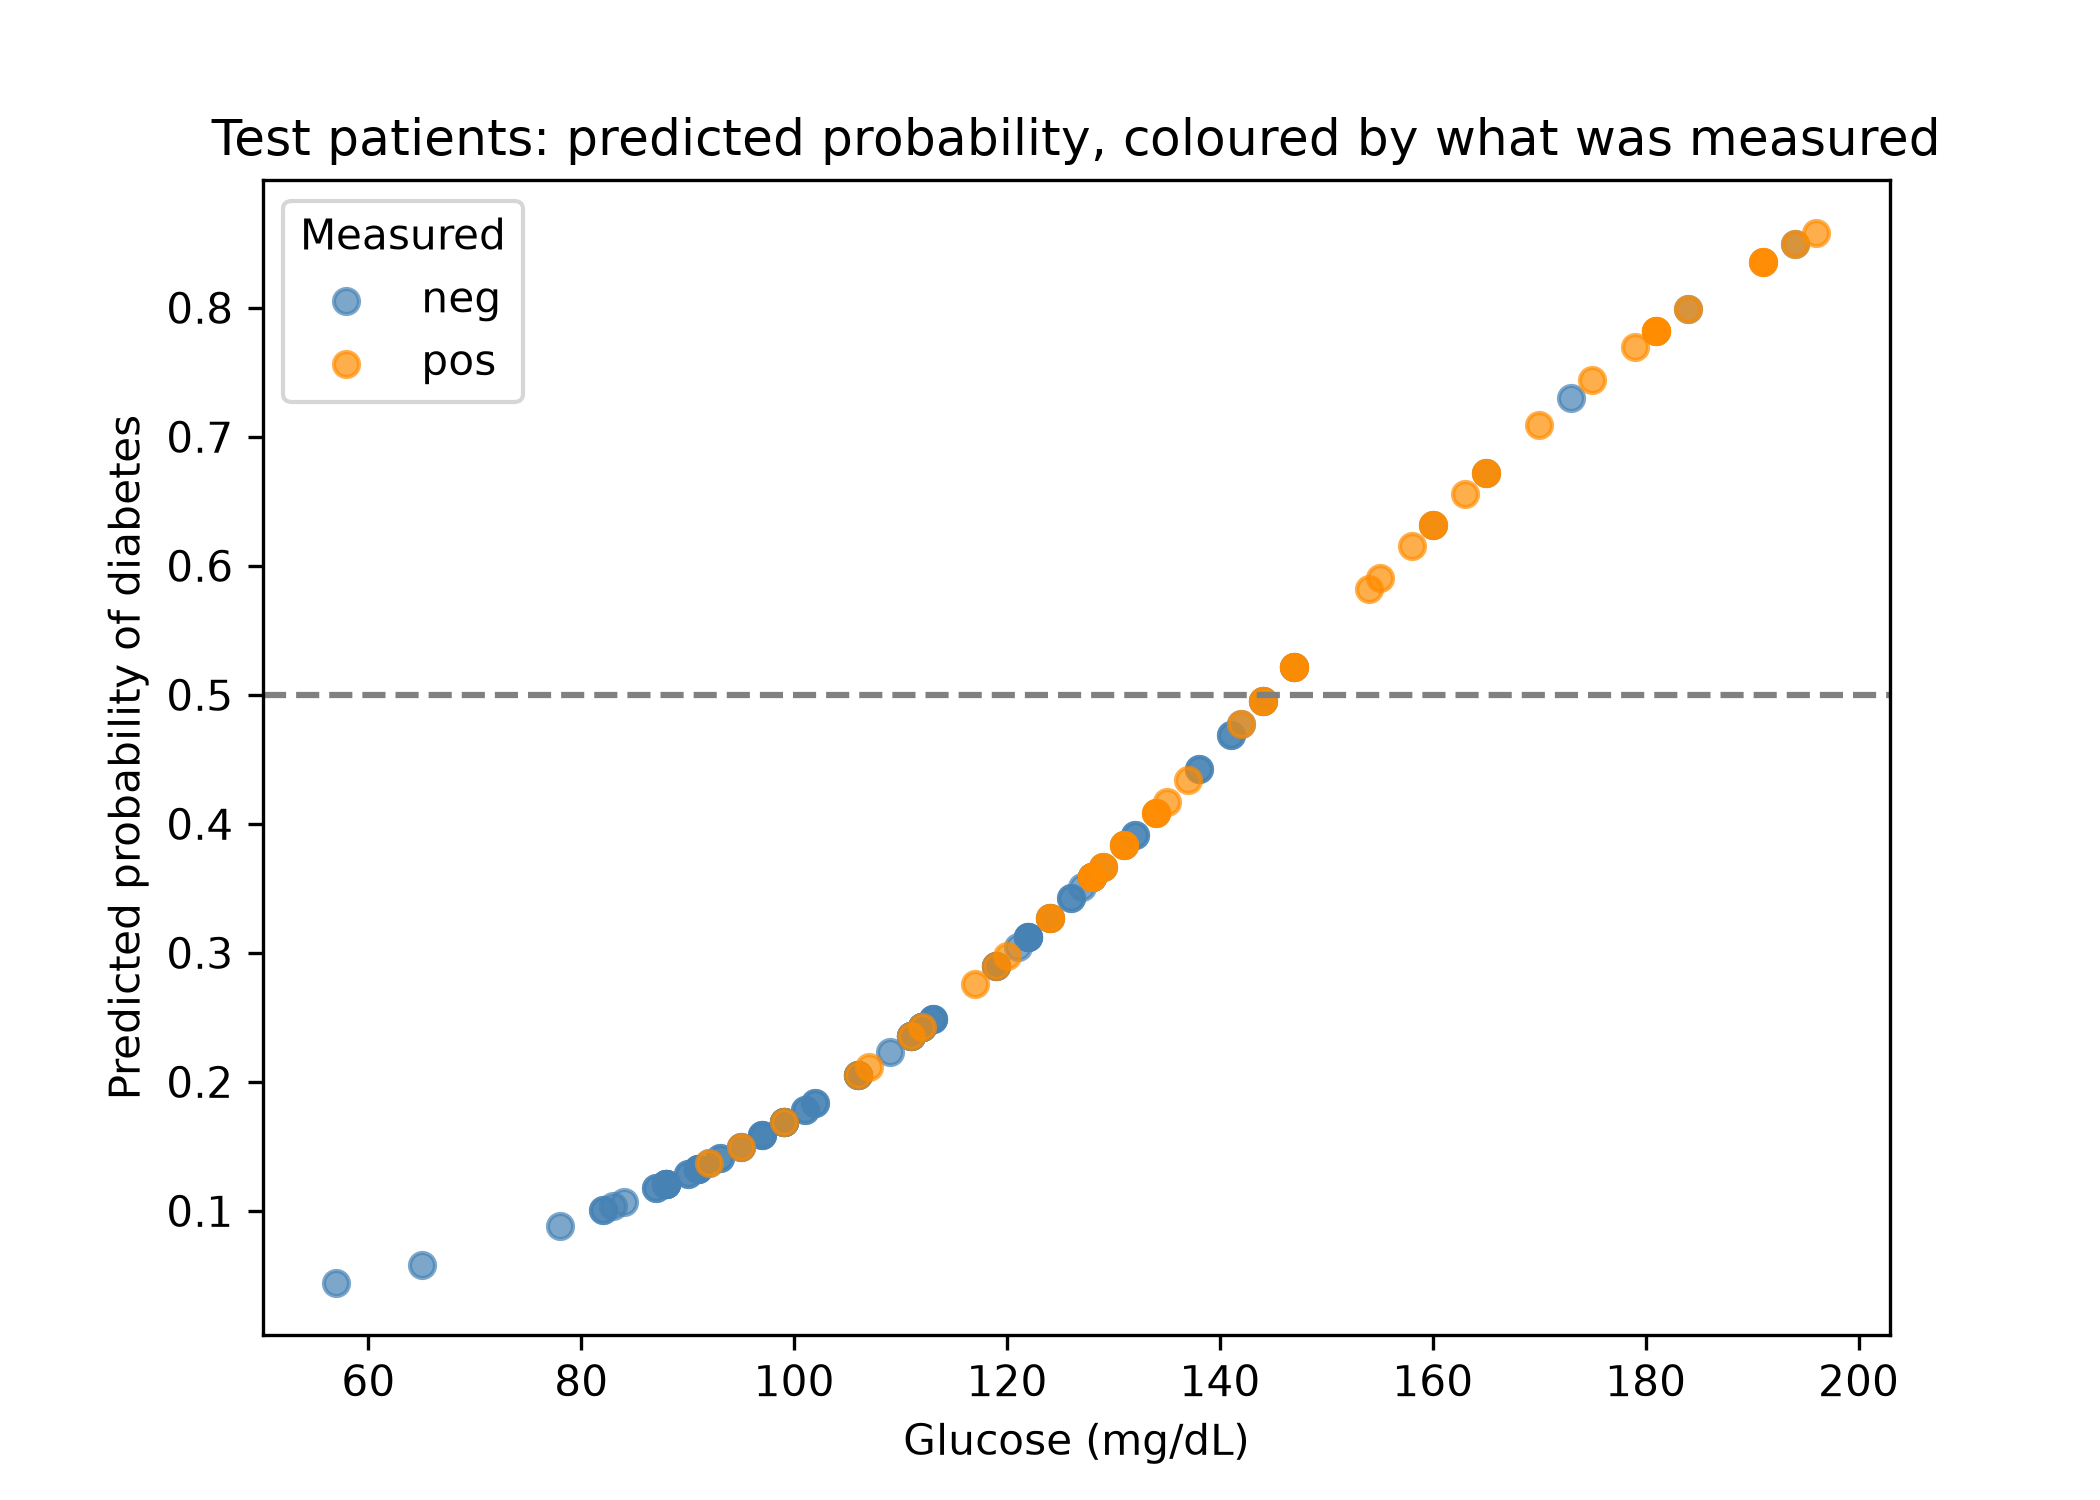 Test patients: predicted probability, coloured by what was measured
Measured
neg
pos
Predicted probability of diabetes
0.8
0.7
0.6
0.5
0.4
0.3
0.2
0.1
60 80 100 120 140 160 180 200
Glucose (mg/dL)